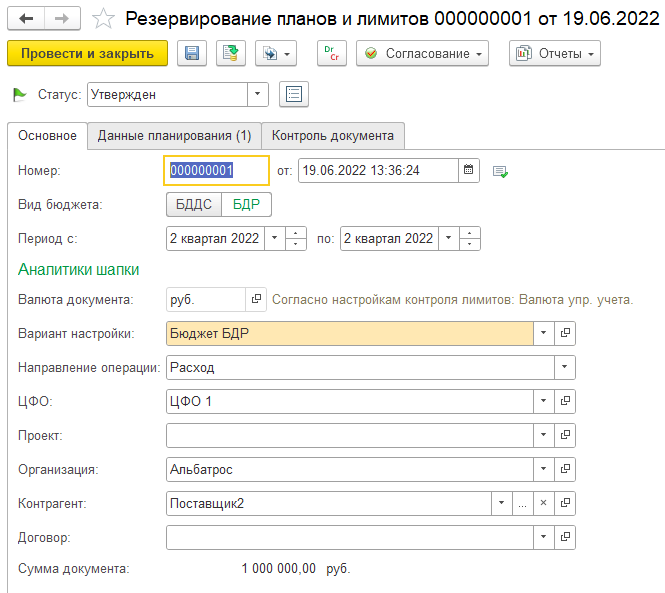 Резервирование планов и лимитов 000000001 от 19.06.2022
Провести и закрыть Dr Cr Согласование Отчеты
Статус: Утвержден
Основное Данные планирования (1) Контроль документа
Номер: 000000001 от: 19.06.2022 13:36:24
Вид бюджета: БДДС БДР
Период с: 2 квартал 2022 по: 2 квартал 2022
Аналитики шапки
Валюта документа: руб. Согласно настройкам контроля лимитов: Валюта упр. учета.
Вариант настройки: Бюджет БДР
Направление операции: Расход
ЦФО: ЦФО 1
Проект:
Организация: Альбатрос
Контрагент: Поставщик2 ... ×
Договор:
Сумма документа: 1 000 000,00 руб.